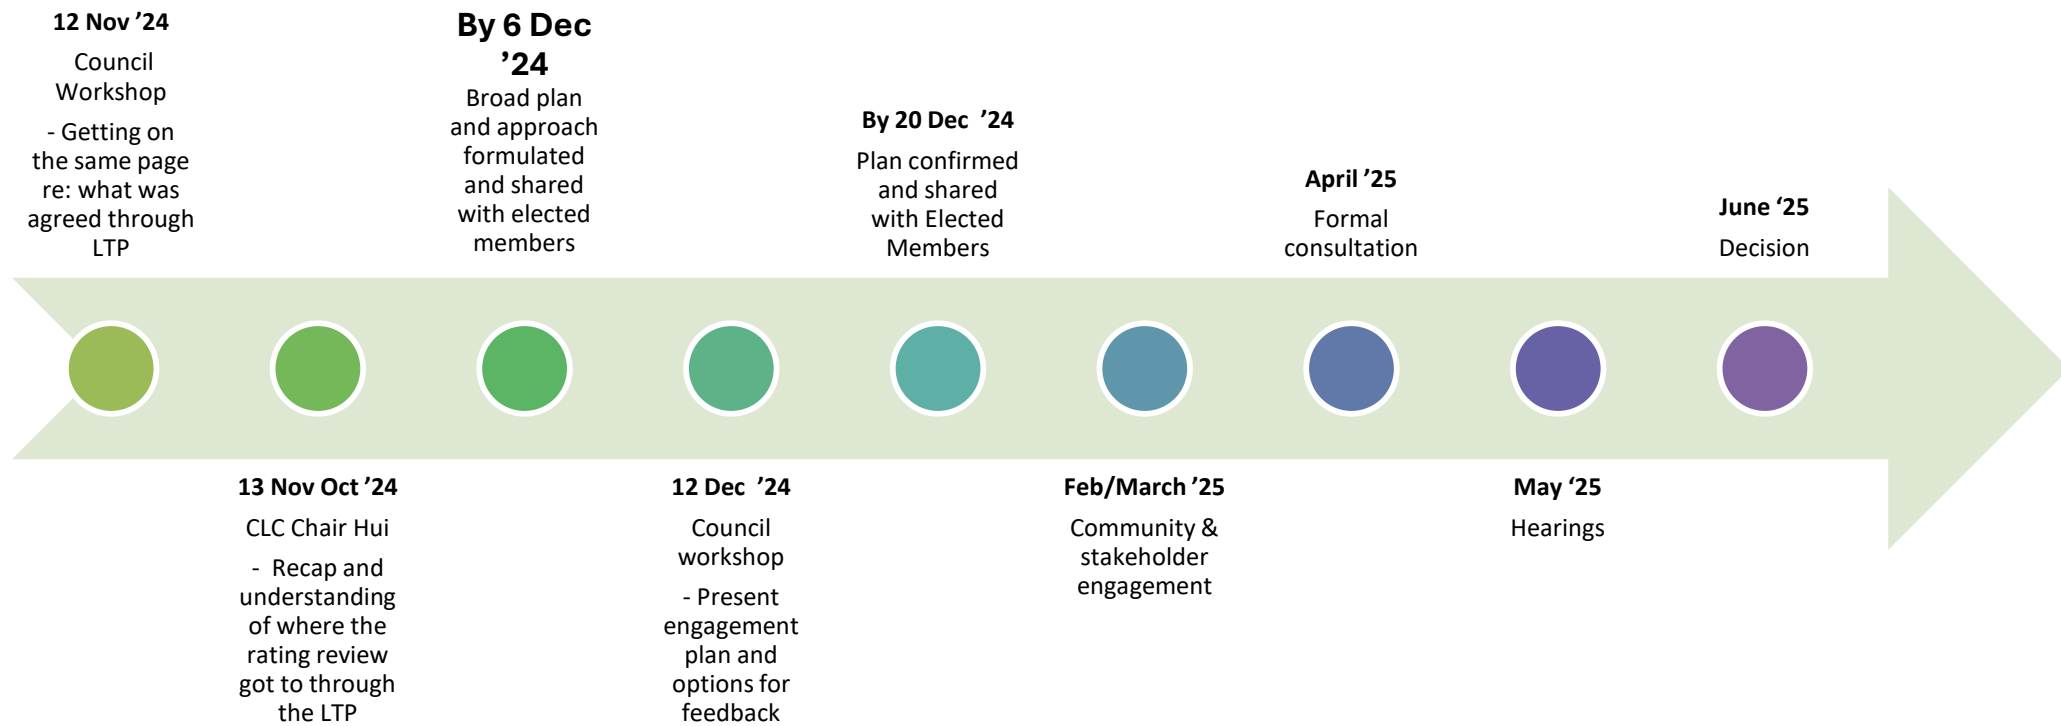 12 Nov ’24
Council
Workshop
- Getting on
the same page
re: what was
agreed through
LTP
13 Nov Oct ’24
CLC Chair Hui
- Recap and
understanding
of where the
rating review
got to through
the LTP
By 6 Dec
’24
Broad plan
and approach
formulated
and shared
with elected
members
12 Dec ’24
Council
workshop
- Present
engagement
plan and
options for
feedback
By 20 Dec ’24
Plan confirmed
and shared
with Elected
Members
Feb/March ’25
Community &
stakeholder
engagement
April ’25
Formal
consultation
May ‘25
Hearings
June ‘25
Decision